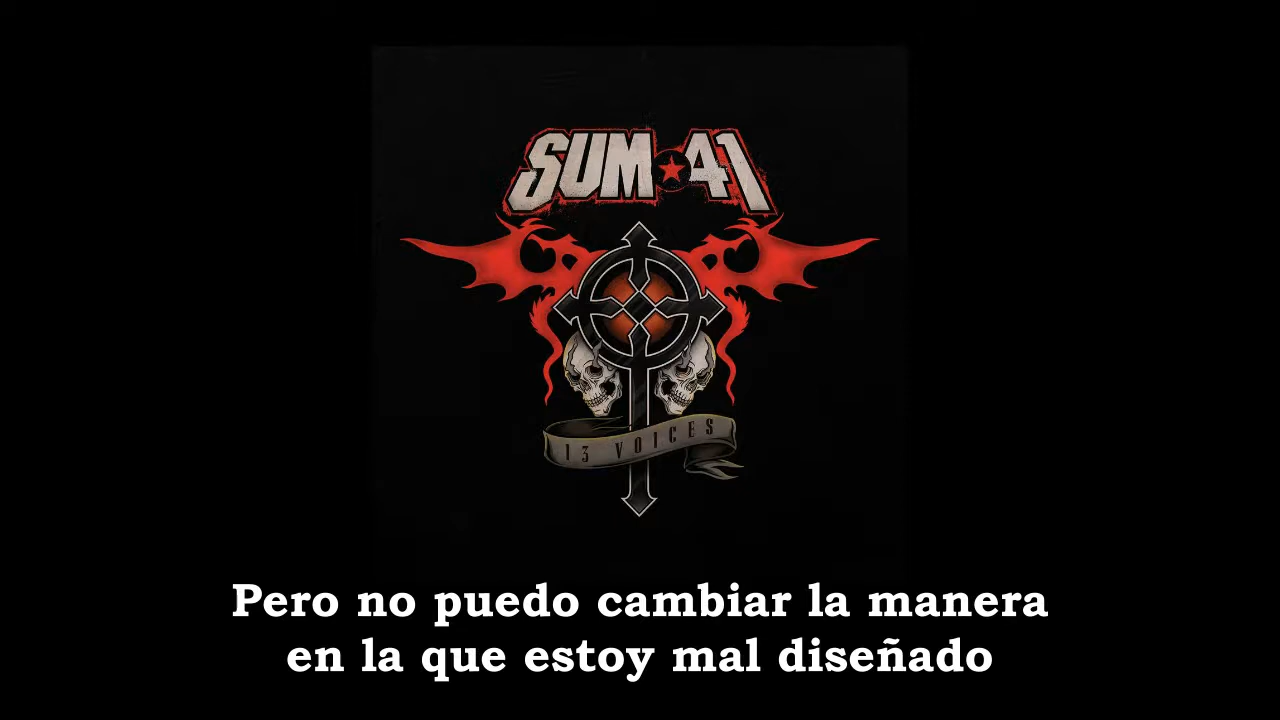 SUM★41
13 VOICES
Pero no puedo cambiar la manera
en la que estoy mal diseñado